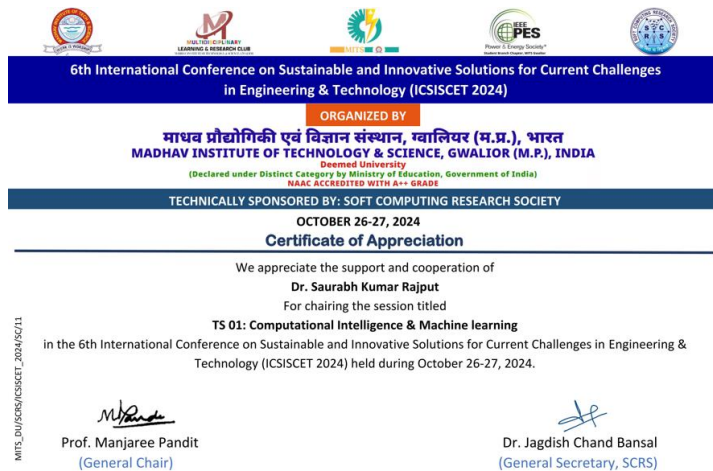 MULTIDISCIPLINARY
LEARNING & RESEARCH CLUB
MITS
IEEE
PES
Power & Energy Society®
6th International Conference on Sustainable and Innovative Solutions for Current Challenges
in Engineering & Technology (ICSISCET 2024)
ORGANIZED BY
माधव प्रौद्योगिकी एवं विज्ञान संस्थान, ग्वालियर (म.प्र.), भारत
MADHAV INSTITUTE OF TECHNOLOGY & SCIENCE, GWALIOR (M.P.), INDIA
Deemed University
(Declared under Distinct Category by Ministry of Education, Government of India)
NAAC ACCREDITED WITH A++ GRADE
TECHNICALLY SPONSORED BY: SOFT COMPUTING RESEARCH SOCIETY
OCTOBER 26-27, 2024
Certificate of Appreciation
We appreciate the support and cooperation of
Dr. Saurabh Kumar Rajput
For chairing the session titled
TS 01: Computational Intelligence & Machine learning
in the 6th International Conference on Sustainable and Innovative Solutions for Current Challenges in Engineering &
Technology (ICSISCET 2024) held during October 26-27, 2024.
MITS_DU/SCRS/ICSISCET_2024/SC/11
Prof. Manjaree Pandit
(General Chair)
Dr. Jagdish Chand Bansal
(General Secretary, SCRS)